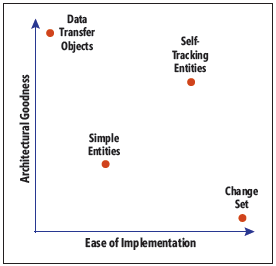 Data
Transfer
Objects
Self-
Tracking
Entities
Simple
Entities
Change
Set
Architectural Goodness
Ease of Implementation